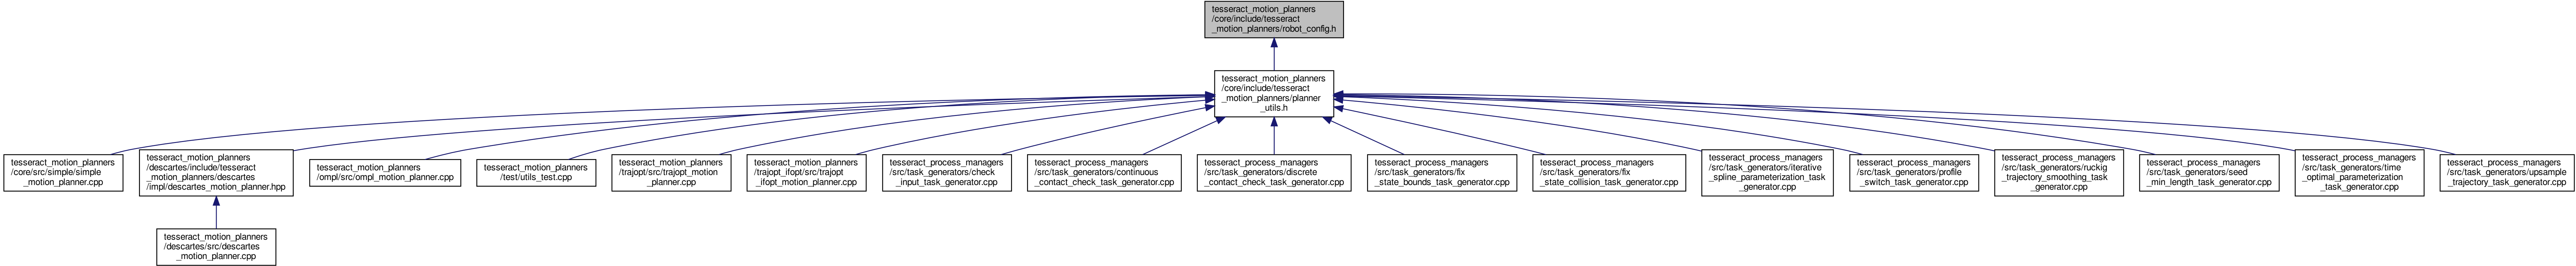 tesseract_motion_planners
/core/include/tesseract
_motion_planners/robot_config.h
tesseract_motion_planners
/core/include/tesseract
_motion_planners/planner
_utils.h
tesseract_motion_planners
/core/src/simple/simple
_motion_planner.cpp
tesseract_motion_planners
/descartes/include/tesseract
_motion_planners/descartes
/impl/descartes_motion_planner.hpp
tesseract_motion_planners
/ompl/src/ompl_motion_planner.cpp
tesseract_motion_planners
/test/utils_test.cpp
tesseract_motion_planners
/trajopt/src/trajopt_motion
_planner.cpp
tesseract_motion_planners
/trajopt_ifopt/src/trajopt
_ifopt_motion_planner.cpp
tesseract_process_managers
/src/task_generators/check
_input_task_generator.cpp
tesseract_process_managers
/src/task_generators/continuous
_contact_check_task_generator.cpp
tesseract_process_managers
/src/task_generators/discrete
_contact_check_task_generator.cpp
tesseract_process_managers
/src/task_generators/fix
_state_bounds_task_generator.cpp
tesseract_process_managers
/src/task_generators/fix
_state_collision_task_generator.cpp
tesseract_process_managers
/src/task_generators/iterative
_spline_parameterization_task
_generator.cpp
tesseract_process_managers
/src/task_generators/profile
_switch_task_generator.cpp
tesseract_process_managers
/src/task_generators/ruckig
_trajectory_smoothing_task
_generator.cpp
tesseract_process_managers
/src/task_generators/seed
_min_length_task_generator.cpp
tesseract_process_managers
/src/task_generators/time
_optimal_parameterization
_task_generator.cpp
tesseract_process_managers
/src/task_generators/upsample
_trajectory_task_generator.cpp
tesseract_motion_planners
/descartes/src/descartes
_motion_planner.cpp